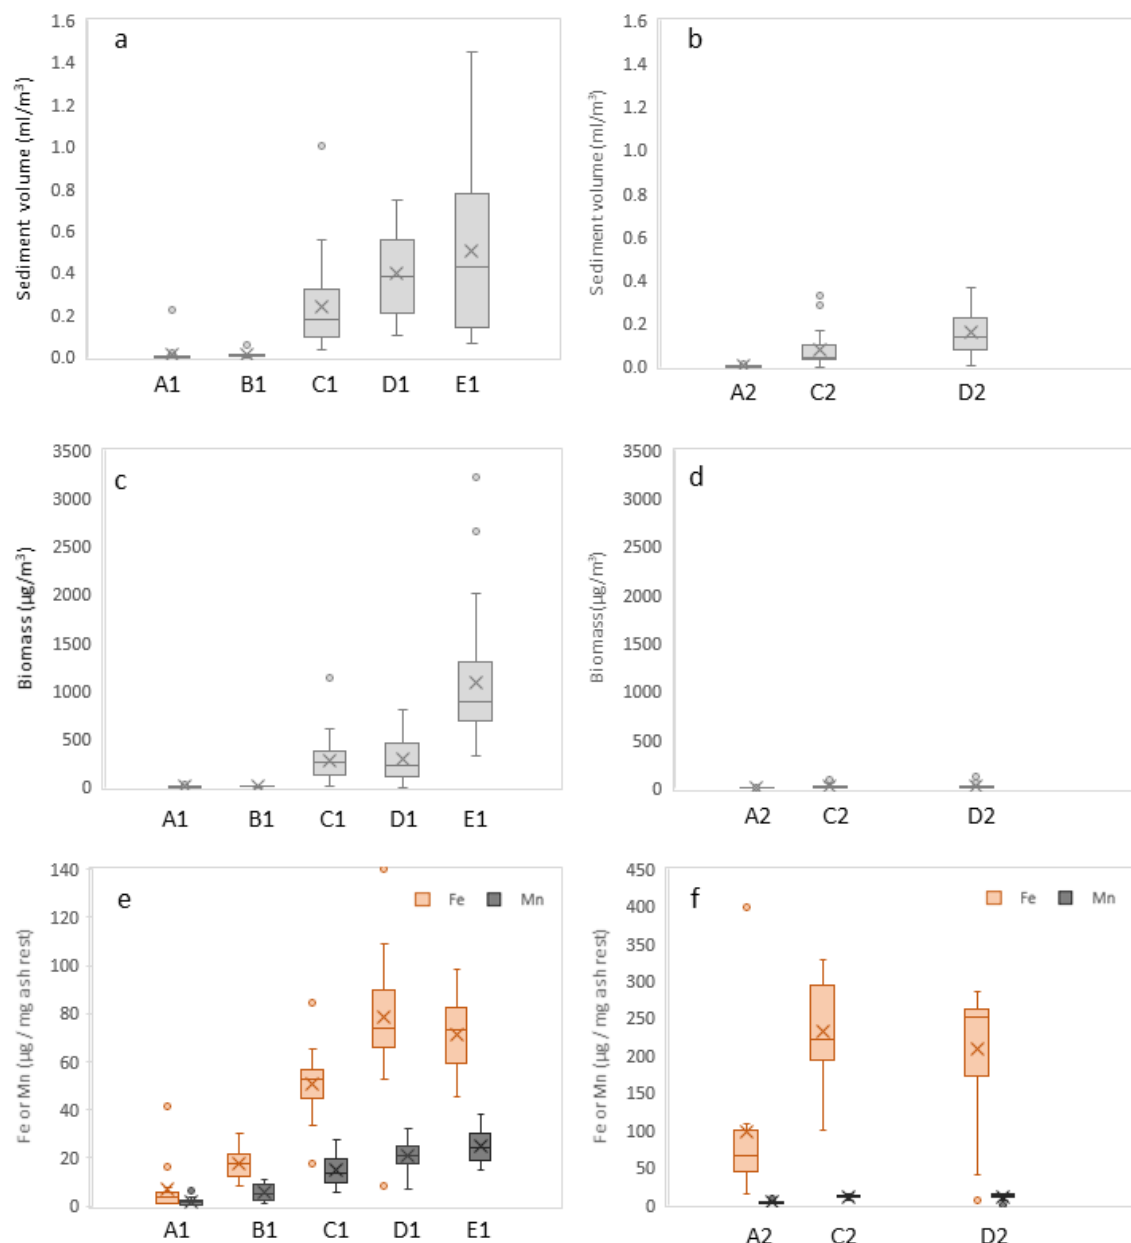 a
Sediment volume (ml/m³)
1.6
1.4
1.2
1.0
0.8
0.6
0.4
0.2
0.0
A1 B1 C1 D1 E1
b
Sediment volume (ml/m³)
1.6
1.4
1.2
1.0
0.8
0.6
0.4
0.2
0.0
A2 C2 D2
c
Biomass (µg/m³)
3500
3000
2500
2000
1500
1000
500
0
A1 B1 C1 D1 E1
d
Biomass (µg/m³)
3500
3000
2500
2000
1500
1000
500
0
A2 C2 D2
e
Fe Mn
Fe or Mn (µg / mg ash rest)
140
120
100
80
60
40
20
0
A1 B1 C1 D1 E1
f
Fe Mn
Fe or Mn (µg / mg ash rest)
450
400
350
300
250
200
150
100
50
0
A2 C2 D2